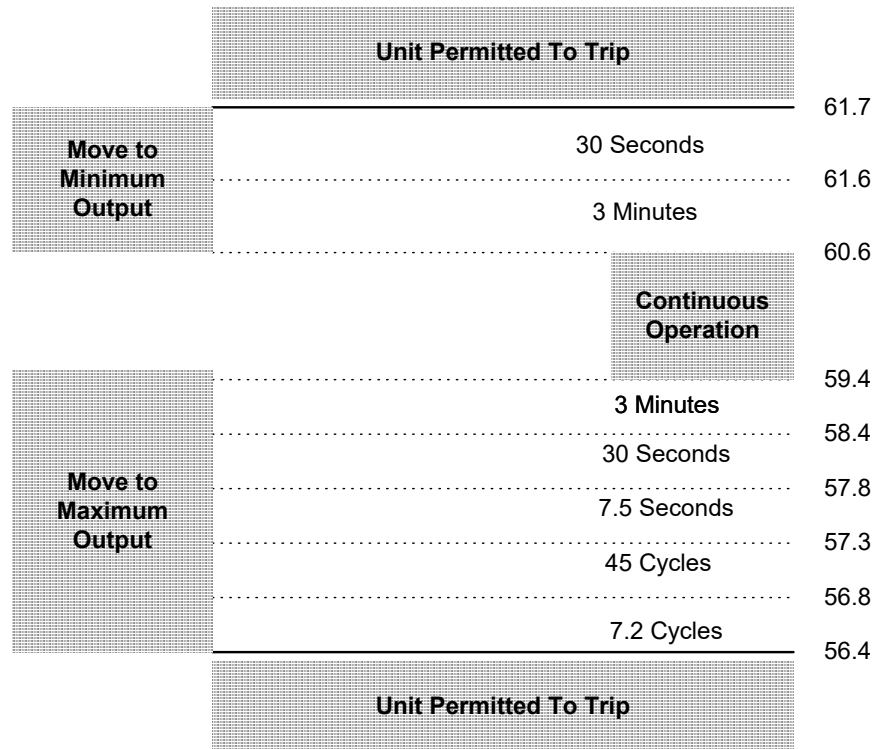 Unit Permitted To Trip
61.7
Move to
Minimum
Output
30 Seconds
61.6
3 Minutes
60.6
Continuous
Operation
59.4
3 Minutes
58.4
30 Seconds
57.8
Move to
Maximum
Output
7.5 Seconds
57.3
45 Cycles
56.8
7.2 Cycles
56.4
Unit Permitted To Trip